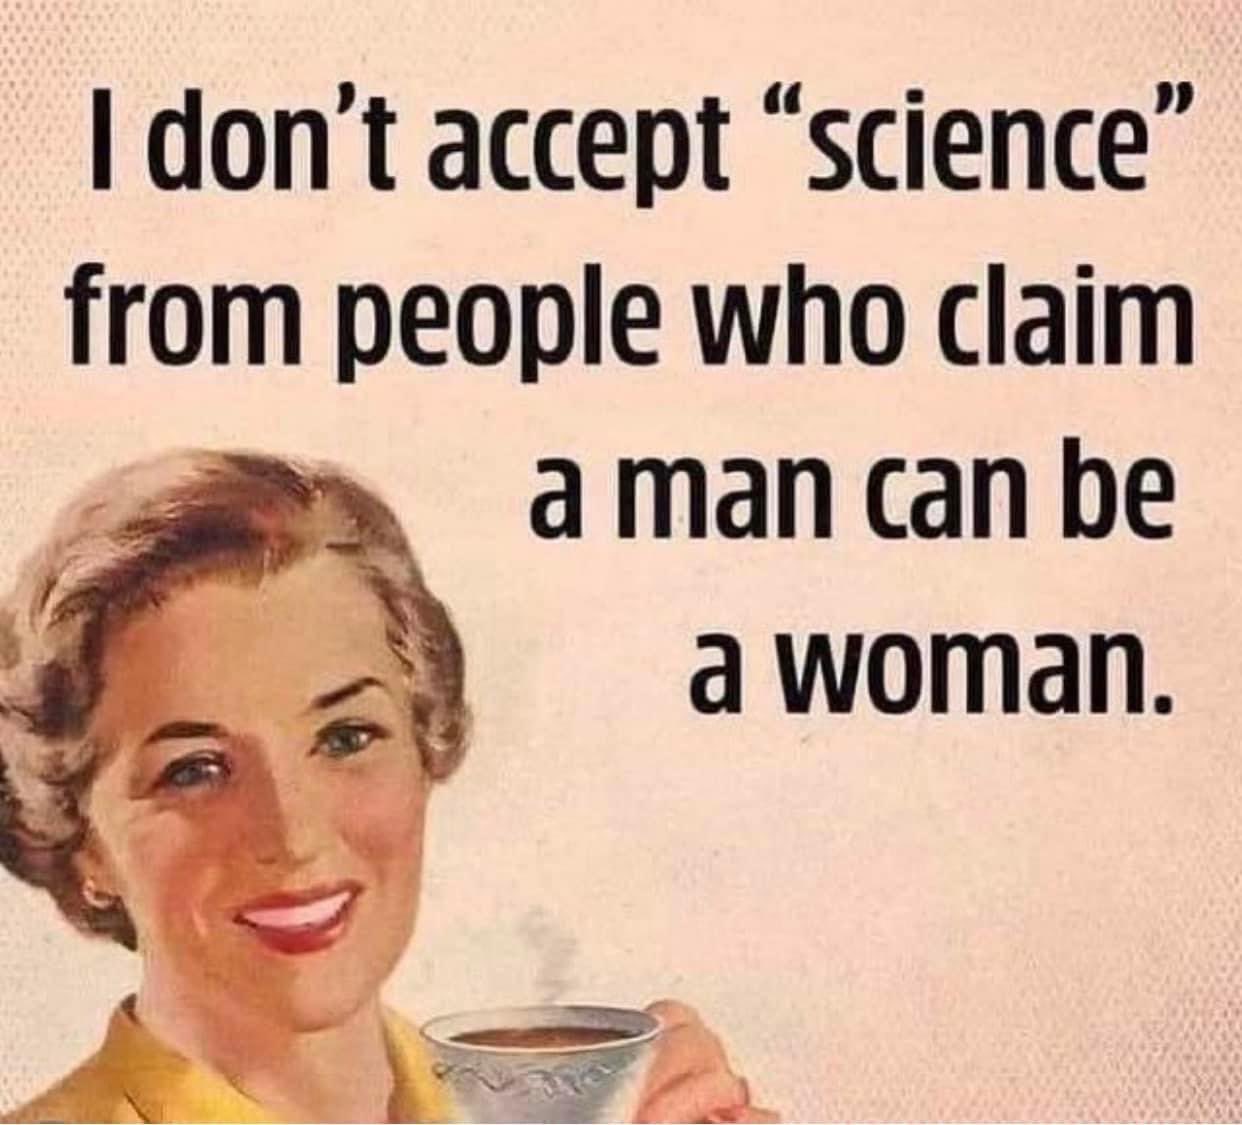 I don't accept “science”
from people who claim
a man can be
a woman.